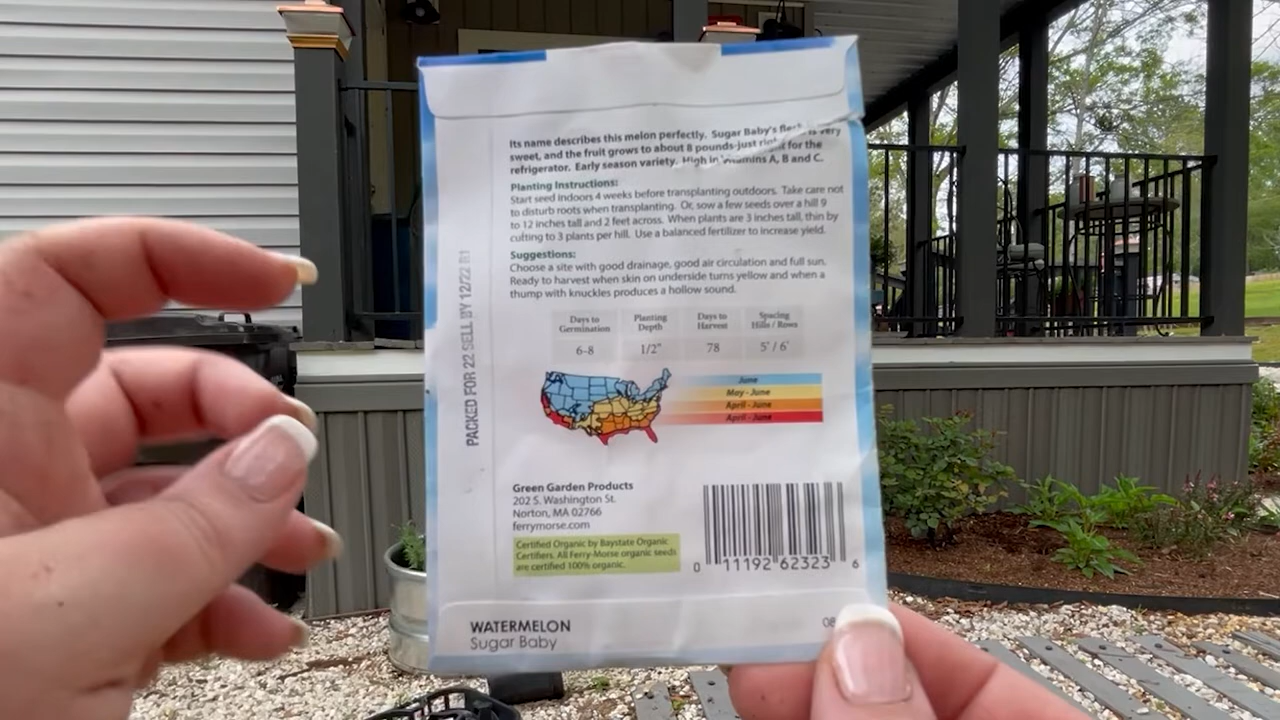 Its name describes this melon perfectly. Sugar Baby's flesh is very
sweet, and the fruit grows to about 8 pounds-just right for the
refrigerator. Early season variety. High in Vitamins A, B and C.
Planting Instructions:
Start seed indoors 4 weeks before transplanting outdoors. Take care not
to disturb roots when transplanting. Or, sow a few seeds over a hill 9
to 12 inches tall and 2 feet across. When plants are 3 inches tall, thin by
cutting to 3 plants per hill. Use a balanced fertilizer to increase yield.
Suggestions:
Choose a site with good drainage, good air circulation and full sun.
Ready to harvest when skin on underside turns yellow and when a
thump with knuckles produces a hollow sound.
PACKED FOR 22 SELL BY 12/22 B1
Days to Germination
Planting Depth
Days to Harvest
Spacing Hills / Rows
6-8 1/2" 78 5' / 6'
June
May - June
April - June
April - June
Green Garden Products
202 S. Washington St.
Norton, MA 02766
ferrymorse.com
Certified Organic by Baystate Organic
Certifiers. All Ferry-Morse organic seeds
are certified 100% organic.
0 11192 62323 6
WATERMELON
Sugar Baby
08